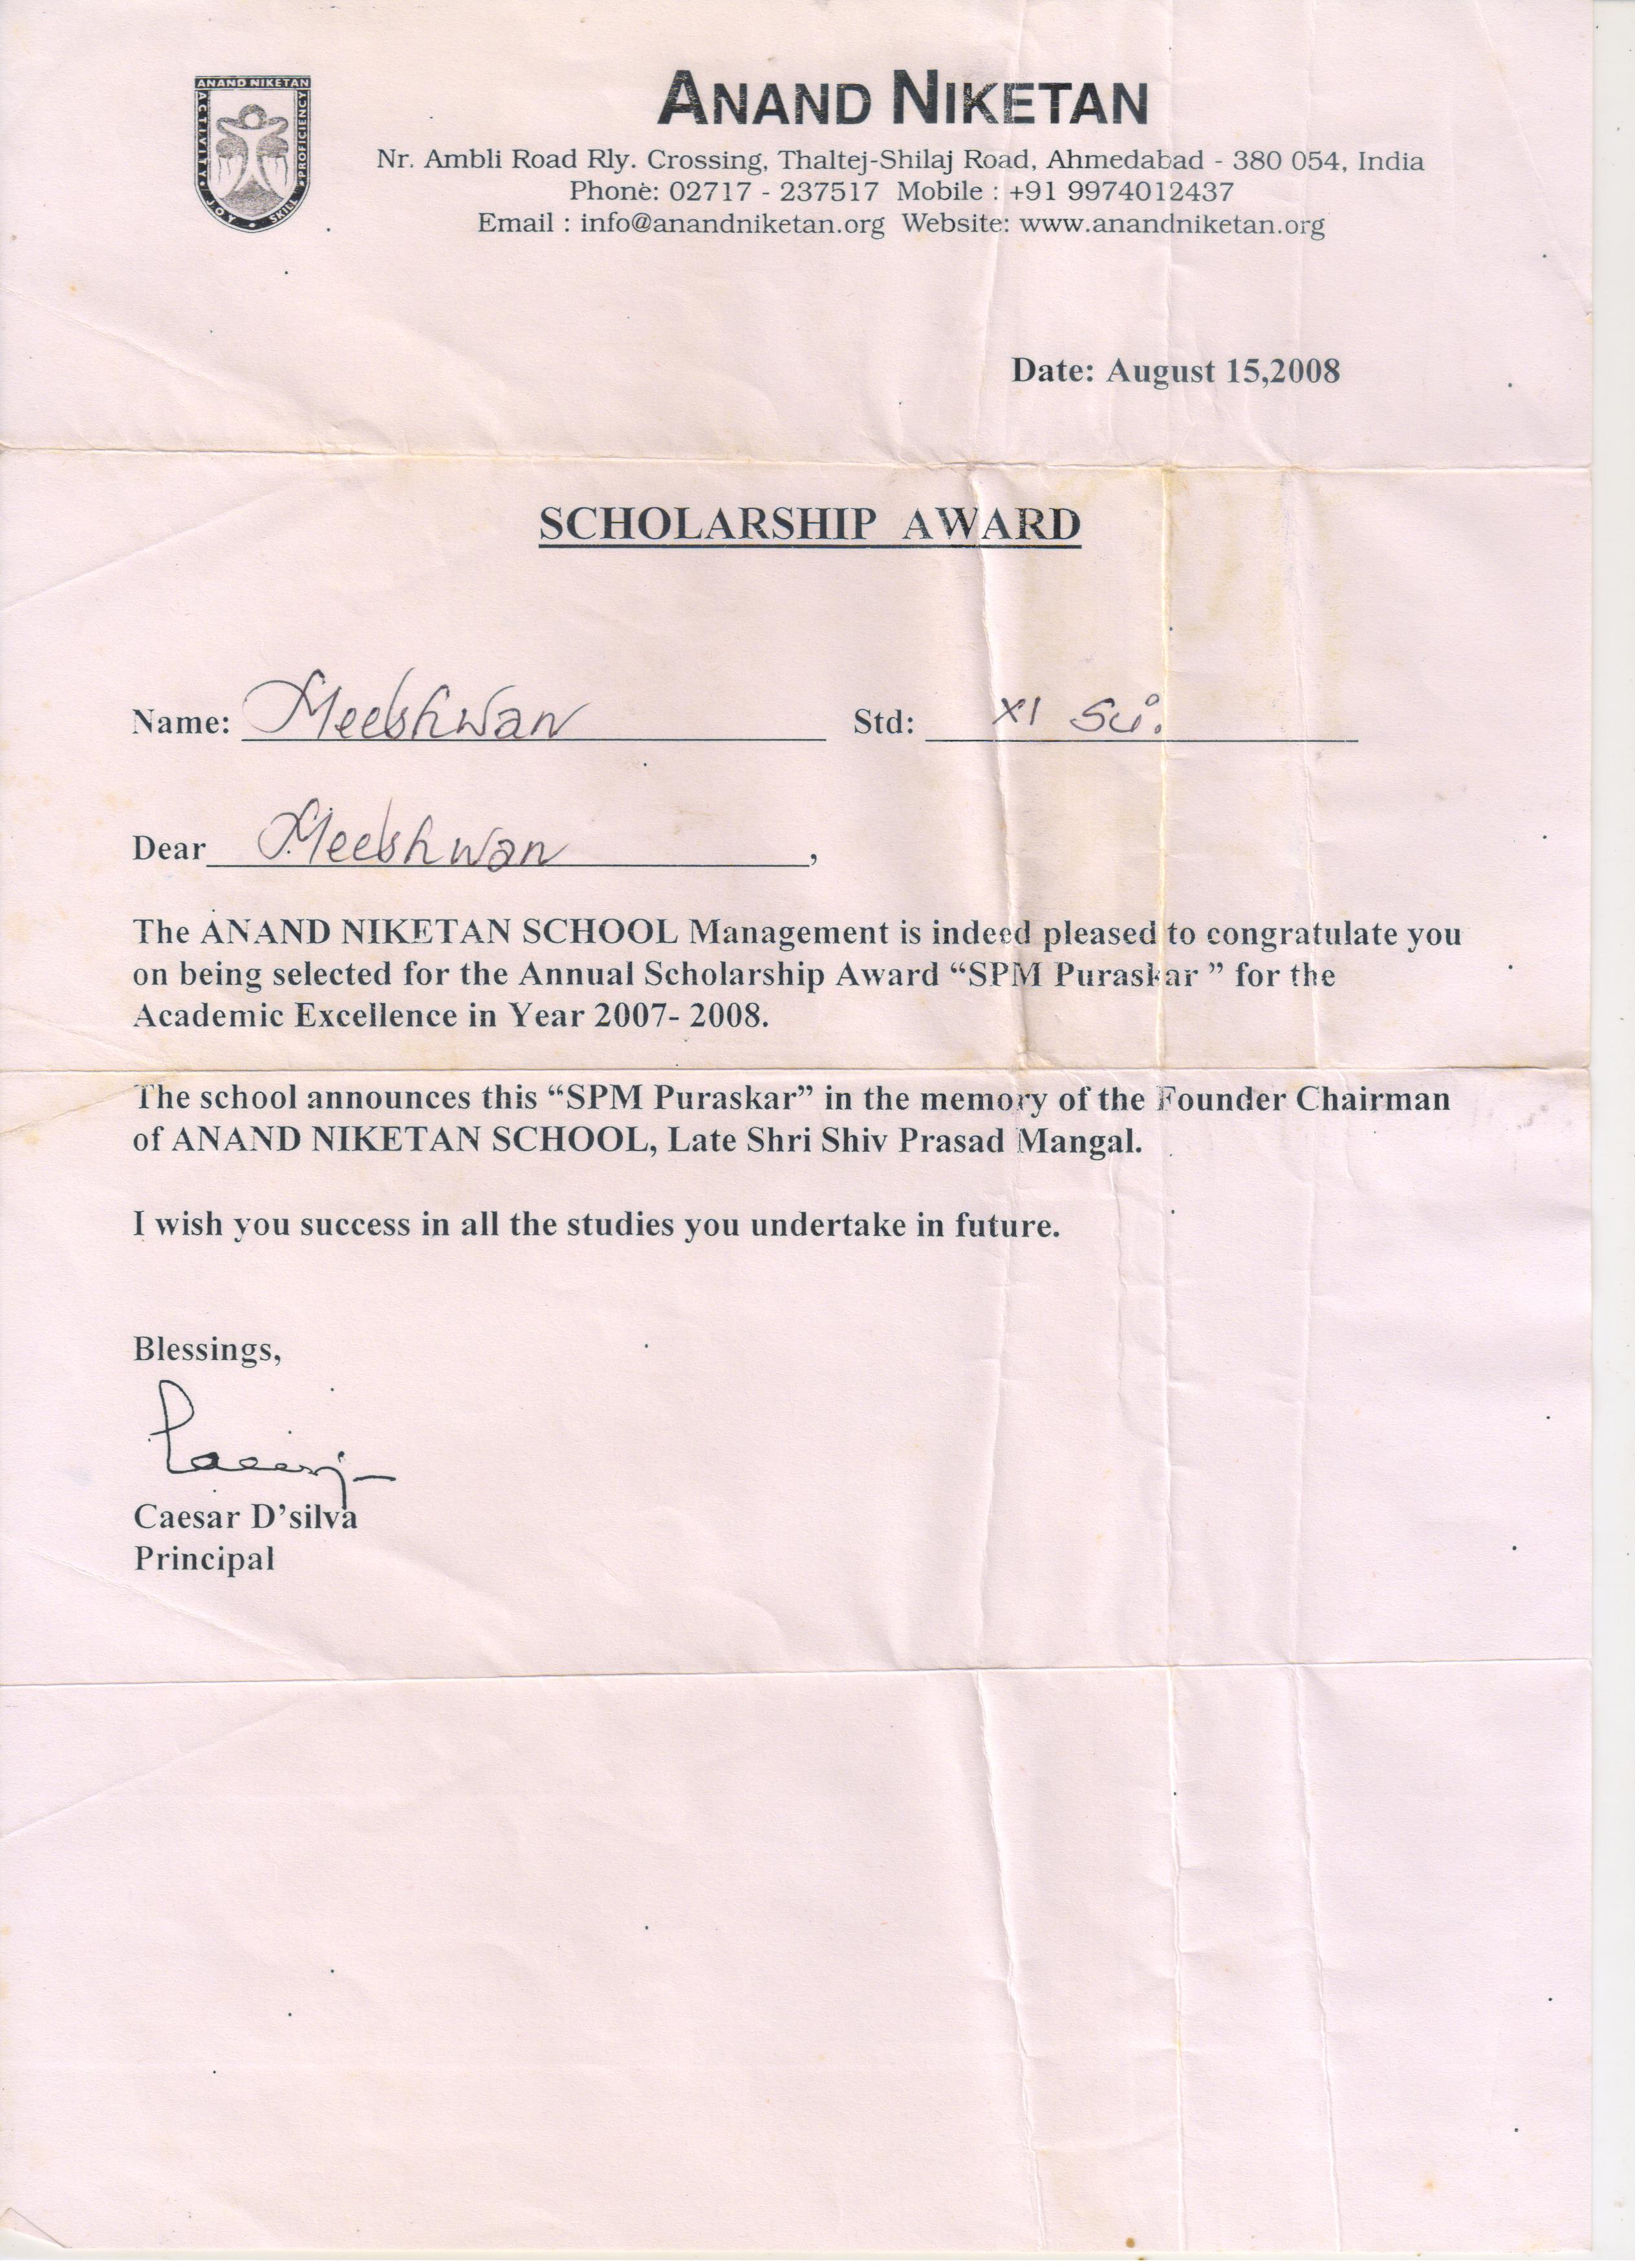 ANAND NIKETAN
ACTIVITY • JOY • SKILL • PROFICIENCY
ANAND NIKETAN
Nr. Ambli Road Rly. Crossing, Thaltej-Shilaj Road, Ahmedabad - 380 054, India
Phone: 02717 - 237517 Mobile : +91 9974012437
Email : info@anandniketan.org Website: www.anandniketan.org
Date: August 15,2008
SCHOLARSHIP AWARD
Name: Meebshwan Std: XI Sci.
Dear Meebshwan,
The ANAND NIKETAN SCHOOL Management is indeed pleased to congratulate you
on being selected for the Annual Scholarship Award “SPM Puraskar ” for the
Academic Excellence in Year 2007- 2008.
The school announces this “SPM Puraskar” in the memory of the Founder Chairman
of ANAND NIKETAN SCHOOL, Late Shri Shiv Prasad Mangal.
I wish you success in all the studies you undertake in future.
Blessings,
Caesar D’silva
Principal